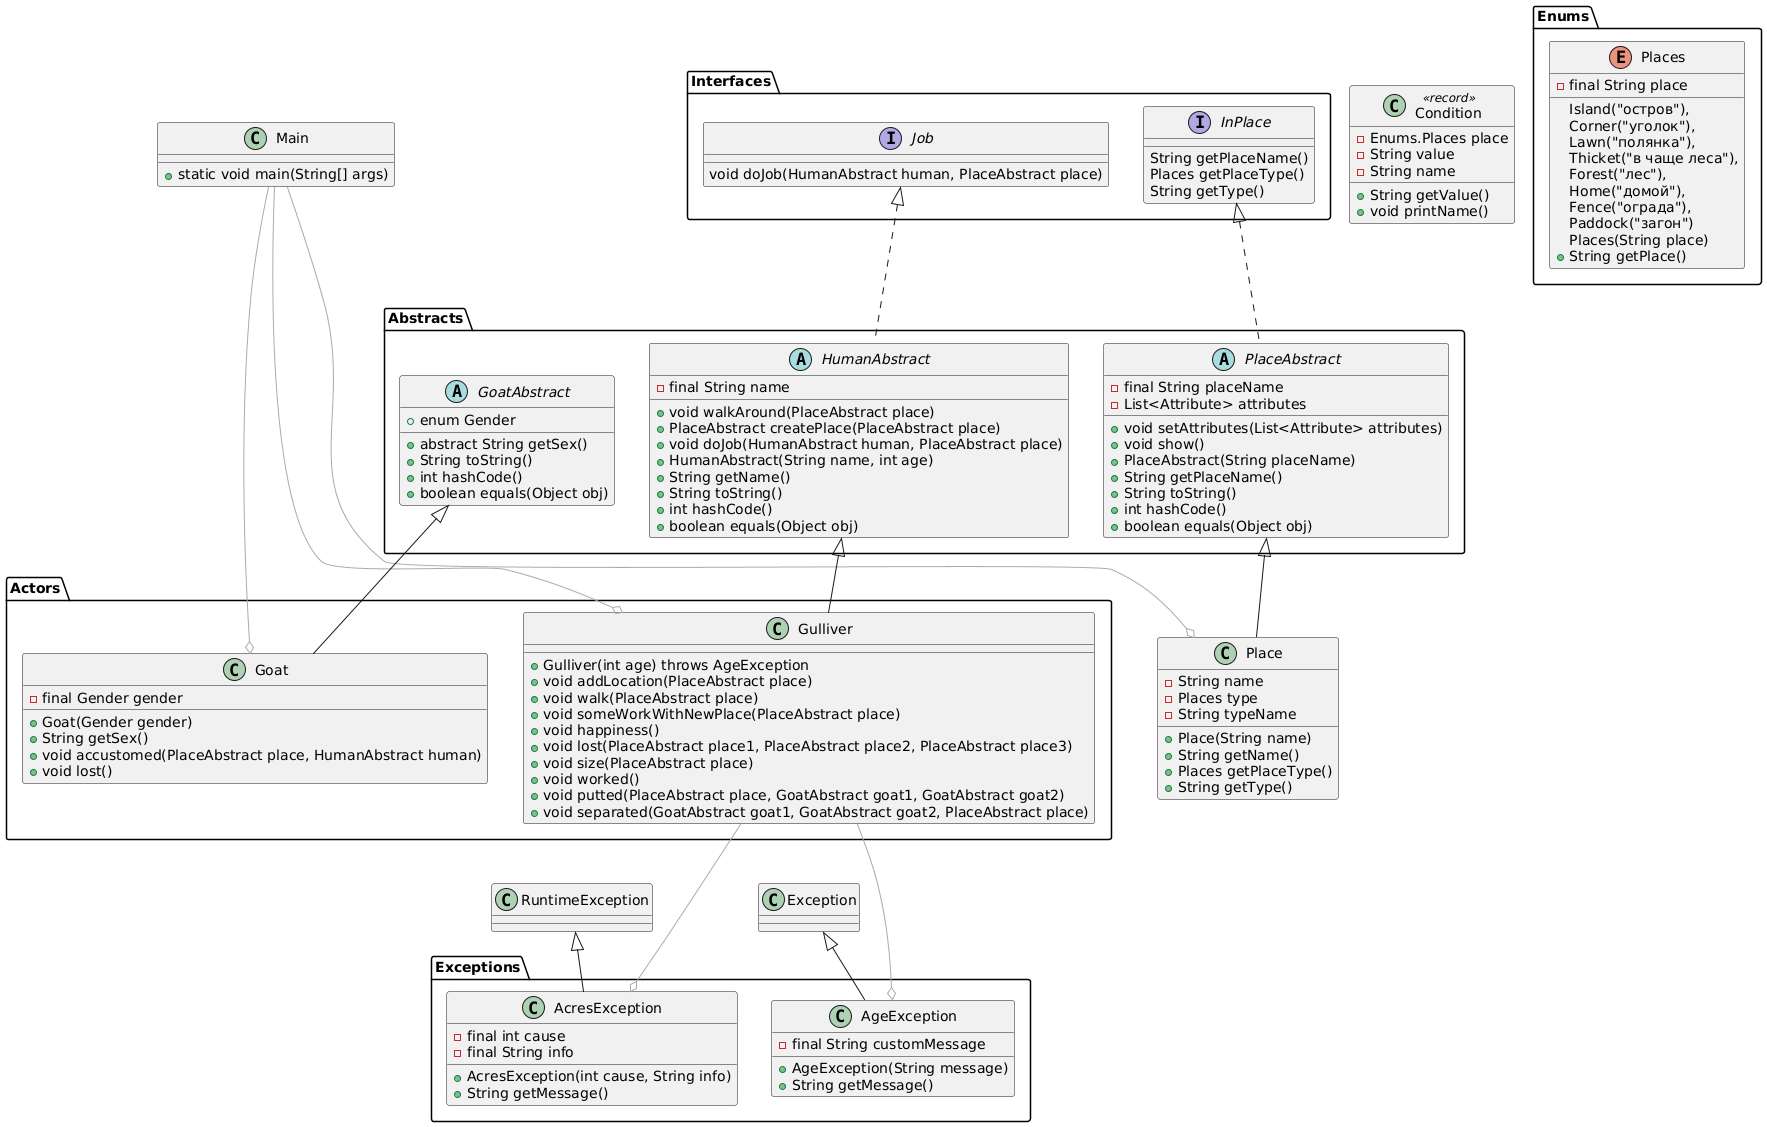 Enums
E Places
final String place
Island("остров"),
Corner("уголок"),
Lawn("полянка"),
Thicket("в чаще леса"),
Forest("лес"),
Home("домой"),
Fence("ограда"),
Paddock("загон")
Places(String place)
String getPlace()
Interfaces
I Job
void doJob(HumanAbstract human, PlaceAbstract place)
I InPlace
String getPlaceName()
Places getPlaceType()
String getType()
C «record»
Condition
Enums.Places place
String value
String name
String getValue()
void printName()
C Main
static void main(String[] args)
Abstracts
A GoatAbstract
enum Gender
abstract String getSex()
String toString()
int hashCode()
boolean equals(Object obj)
A HumanAbstract
final String name
void walkAround(PlaceAbstract place)
PlaceAbstract createPlace(PlaceAbstract place)
void doJob(HumanAbstract human, PlaceAbstract place)
HumanAbstract(String name, int age)
String getName()
String toString()
int hashCode()
boolean equals(Object obj)
A PlaceAbstract
final String placeName
List<Attribute> attributes
void setAttributes(List<Attribute> attributes)
void show()
PlaceAbstract(String placeName)
String getPlaceName()
String toString()
int hashCode()
boolean equals(Object obj)
Actors
C Goat
final Gender gender
Goat(Gender gender)
String getSex()
void accustomed(PlaceAbstract place, HumanAbstract human)
void lost()
C Gulliver
Gulliver(int age) throws AgeException
void addLocation(PlaceAbstract place)
void walk(PlaceAbstract place)
void someWorkWithNewPlace(PlaceAbstract place)
void happiness()
void lost(PlaceAbstract place1, PlaceAbstract place2, PlaceAbstract place3)
void size(PlaceAbstract place)
void worked()
void putted(PlaceAbstract place, GoatAbstract goat1, GoatAbstract goat2)
void separated(GoatAbstract goat1, GoatAbstract goat2, PlaceAbstract place)
C Place
String name
Places type
String typeName
Place(String name)
String getName()
Places getPlaceType()
String getType()
C RuntimeException
C Exception
Exceptions
C AcresException
final int cause
final String info
AcresException(int cause, String info)
String getMessage()
C AgeException
final String customMessage
AgeException(String message)
String getMessage()